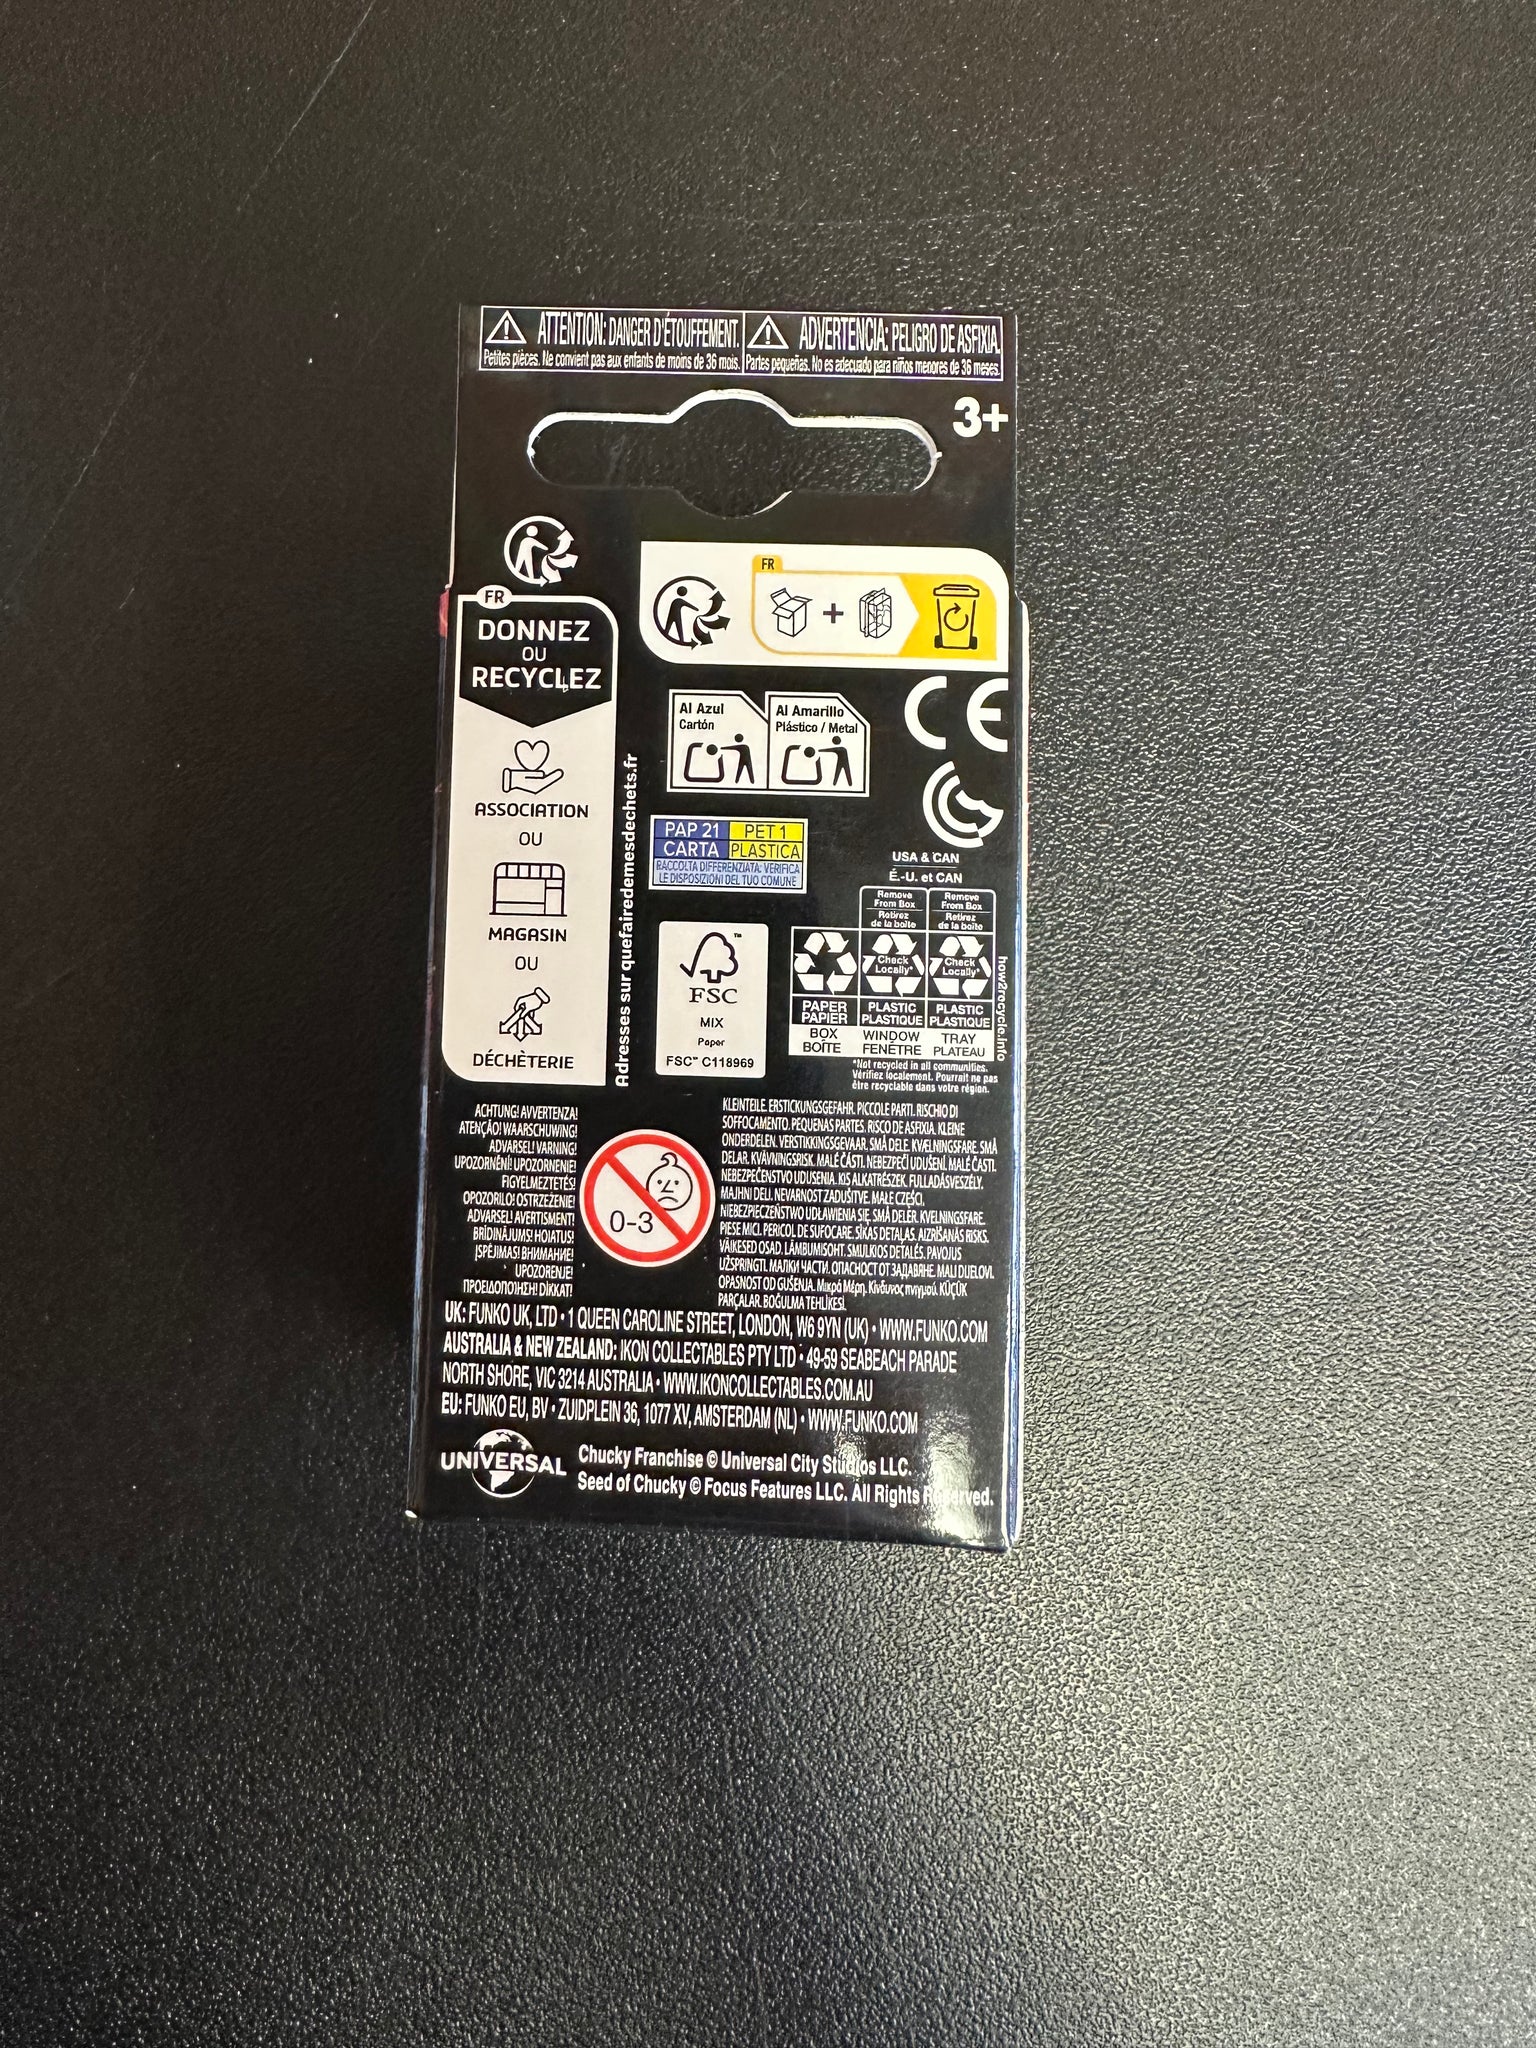 ATTENTION: DANGER D'ÉTOUFFEMENT.
Petites pièces. Ne convient pas aux enfants de moins de 36 mois.
ADVERTENCIA: PELIGRO DE ASFIXIA.
Partes pequeñas. No es adecuado para niños menores de 36 meses.
3+
FR
DONNEZ
OU
RECYCLEZ
ASSOCIATION
OU
MAGASIN
OU
DÉCHÈTERIE
Adresses sur quefairedemesdechets.fr
FR
+
Al Azul
Cartón
Al Amarillo
Plástico / Metal
CE
PAP 21
PET 1
CARTA
PLASTICA
RACCOLTA DIFFERENZIATA: VERIFICA
LE DISPOSIZIONI DEL TUO COMUNE
FSC™
MIX
Paper
FSC™ C118969
USA & CAN
É.-U. et CAN
Remove
From Box
Retirez
de la boîte
Remove
From Box
Retirez
de la boîte
Check
Locally*
Check
Locally*
PAPER
PAPIER
BOX
BOÎTE
PLASTIC
PLASTIQUE
WINDOW
FENÊTRE
PLASTIC
PLASTIQUE
TRAY
PLATEAU
how2recycle.info
*Not recycled in all communities.
Vérifiez localement. Pourrait ne pas
être recyclable dans votre région.
ACHTUNG! AVVERTENZA!
ATENÇÃO! WAARSCHUWING!
ADVARSEL! VARNING!
UPOZORNĚNÍ! UPOZORNENIE!
FIGYELMEZTETÉS!
OPOZORILO! OSTRZEŻENIE!
ADVARSEL! AVERTISMENT!
BRĪDINĀJUMS! HOIATUS!
ĮSPĖJIMAS! ВНИМАНИЕ!
UPOZORENJE!
ΠΡΟΕΙΔΟΠΟΙΗΣΗ! DİKKAT!
0-3
KLEINTEILE. ERSTICKUNGSGEFAHR. PICCOLE PARTI. RISCHIO DI
SOFFOCAMENTO. PEQUENAS PARTES. RISCO DE ASFIXIA. KLEINE
ONDERDELEN. VERSTIKKINGSGEVAAR. SMÅ DELE. KVÆLNINGSFARE. SMÅ
DELAR. KVÄVNINGSRISK. MALÉ ČÁSTI. NEBEZPEČÍ UDUŠENÍ. MALÉ ČASTI.
NEBEZPEČENSTVO UDUSENIA. KIS ALKATRÉSZEK. FULLADÁSVESZÉLY.
MAJHNI DELI. NEVARNOST ZADUŠITVE. MAŁE CZĘŚCI.
NIEBEZPIECZEŃSTWO UDŁAWIENIA SIĘ. SMÅ DELER. KVELNINGSFARE.
PIESE MICI. PERICOL DE SUFOCARE. SĪKAS DETAĻAS. AIZRĪŠANĀS RISKS.
VÄIKESED OSAD. LÄMBUMISOHT. SMULKIOS DETALĖS. PAVOJUS
UŽSPRINGTI. МАЛКИ ЧАСТИ. ОПАСНОСТ ОТ ЗАДАВЯНЕ. MALI DIJELOVI.
OPASNOST OD GUŠENJA. Μικρά Μέρη. Κίνδυνος πνιγμού. KÜÇÜK
PARÇALAR. BOĞULMA TEHLİKESİ.
UK: FUNKO UK, LTD • 1 QUEEN CAROLINE STREET, LONDON, W6 9YN (UK) • WWW.FUNKO.COM
AUSTRALIA & NEW ZEALAND: IKON COLLECTABLES PTY LTD • 49-59 SEABEACH PARADE
NORTH SHORE, VIC 3214 AUSTRALIA • WWW.IKONCOLLECTABLES.COM.AU
EU: FUNKO EU, BV • ZUIDPLEIN 36, 1077 XV, AMSTERDAM (NL) • WWW.FUNKO.COM
UNIVERSAL
Chucky Franchise © Universal City Studios LLC.
Seed of Chucky © Focus Features LLC. All Rights Reserved.